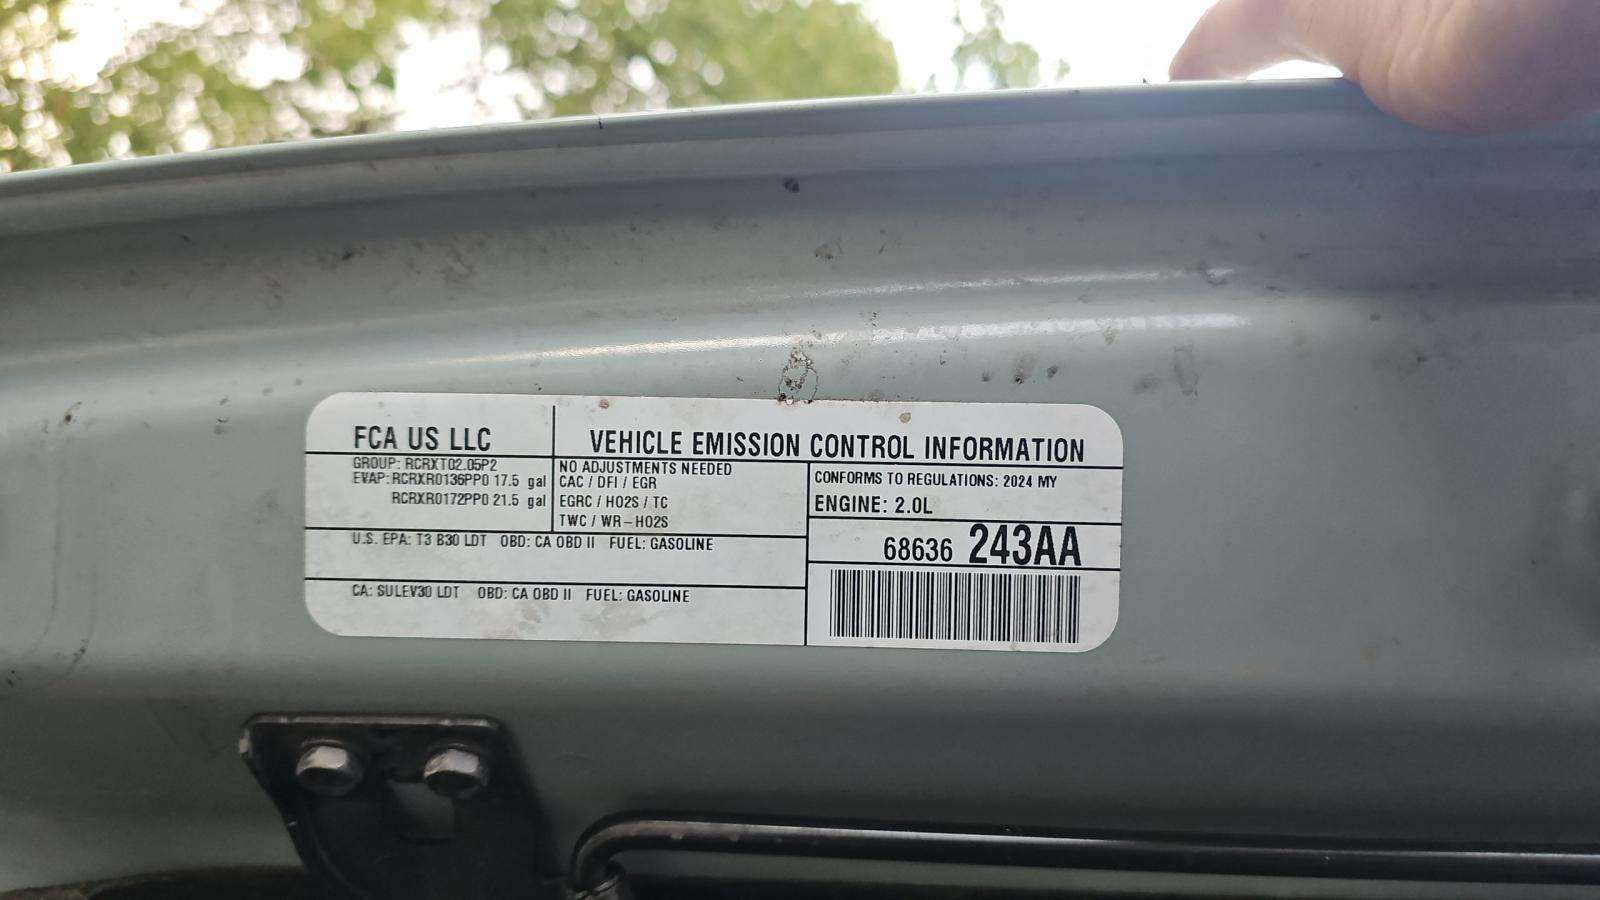 FCA US LLC
VEHICLE EMISSION CONTROL INFORMATION
GROUP: RCRXT02.05P2
EVAP: RCRXR0136PP0 17.5 gal
RCRXR0172PP0 21.5 gal
NO ADJUSTMENTS NEEDED
CAC / DFI / EGR
EGRC / HO2S / TC
TWC / WR-HO2S
CONFORMS TO REGULATIONS: 2024 MY
ENGINE: 2.0L
U.S. EPA: T3 B30 LDT OBD: CA OBD II FUEL: GASOLINE
68636 243AA
CA: SULEV30 LDT OBD: CA OBD II FUEL: GASOLINE